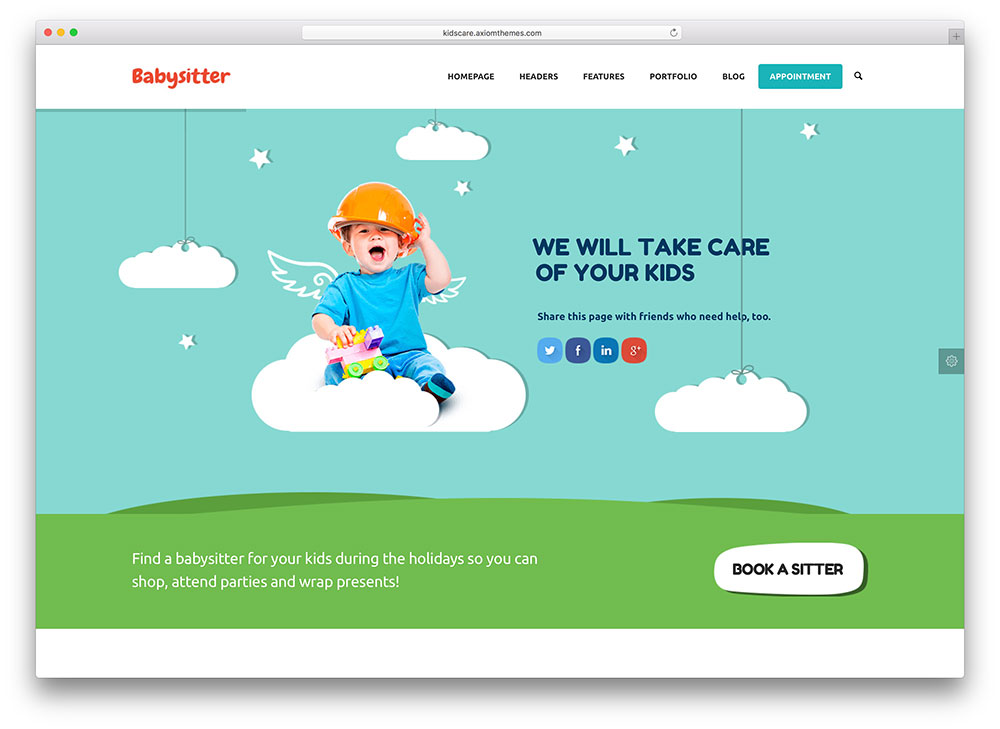 kidscare.axiomthemes.com
Babysitter
HOMEPAGE HEADERS FEATURES PORTFOLIO BLOG APPOINTMENT
WE WILL TAKE CARE
OF YOUR KIDS
Share this page with friends who need help, too.
f in g+
Find a babysitter for your kids during the holidays so you can
shop, attend parties and wrap presents!
BOOK A SITTER